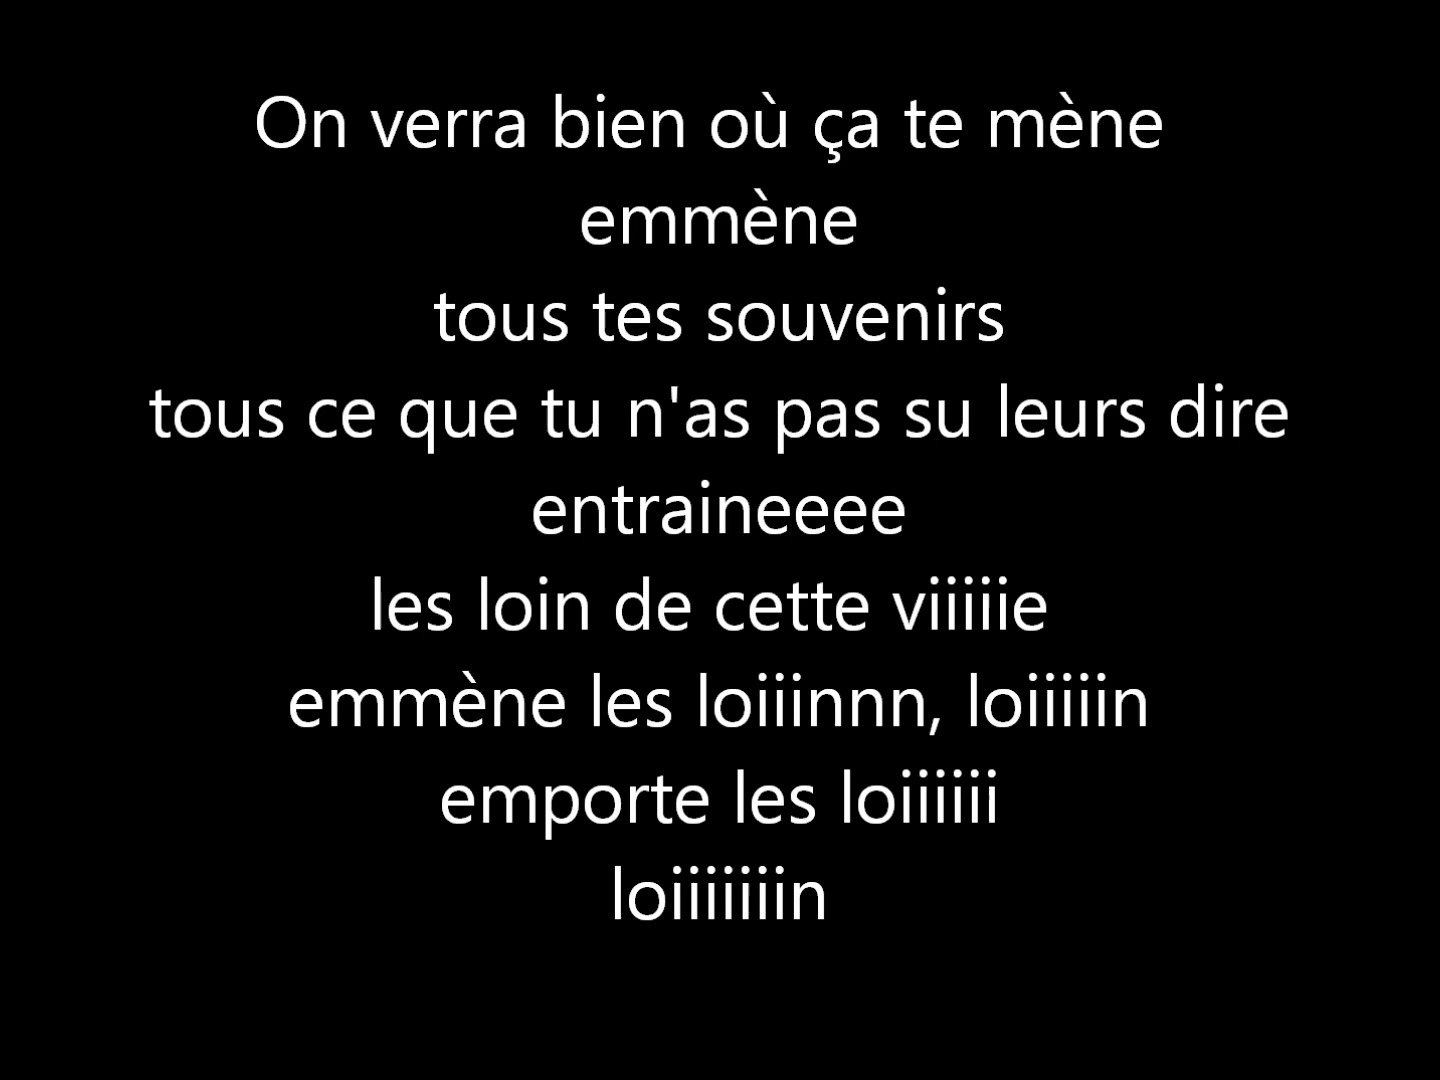 On verra bien où ça te mène
emmène
tous tes souvenirs
tous ce que tu n'as pas su leurs dire
entraineeee
les loin de cette viiiiie
emmène les loiiinnn, loiiiiin
emporte les loiiiiii
loiiiiiiin